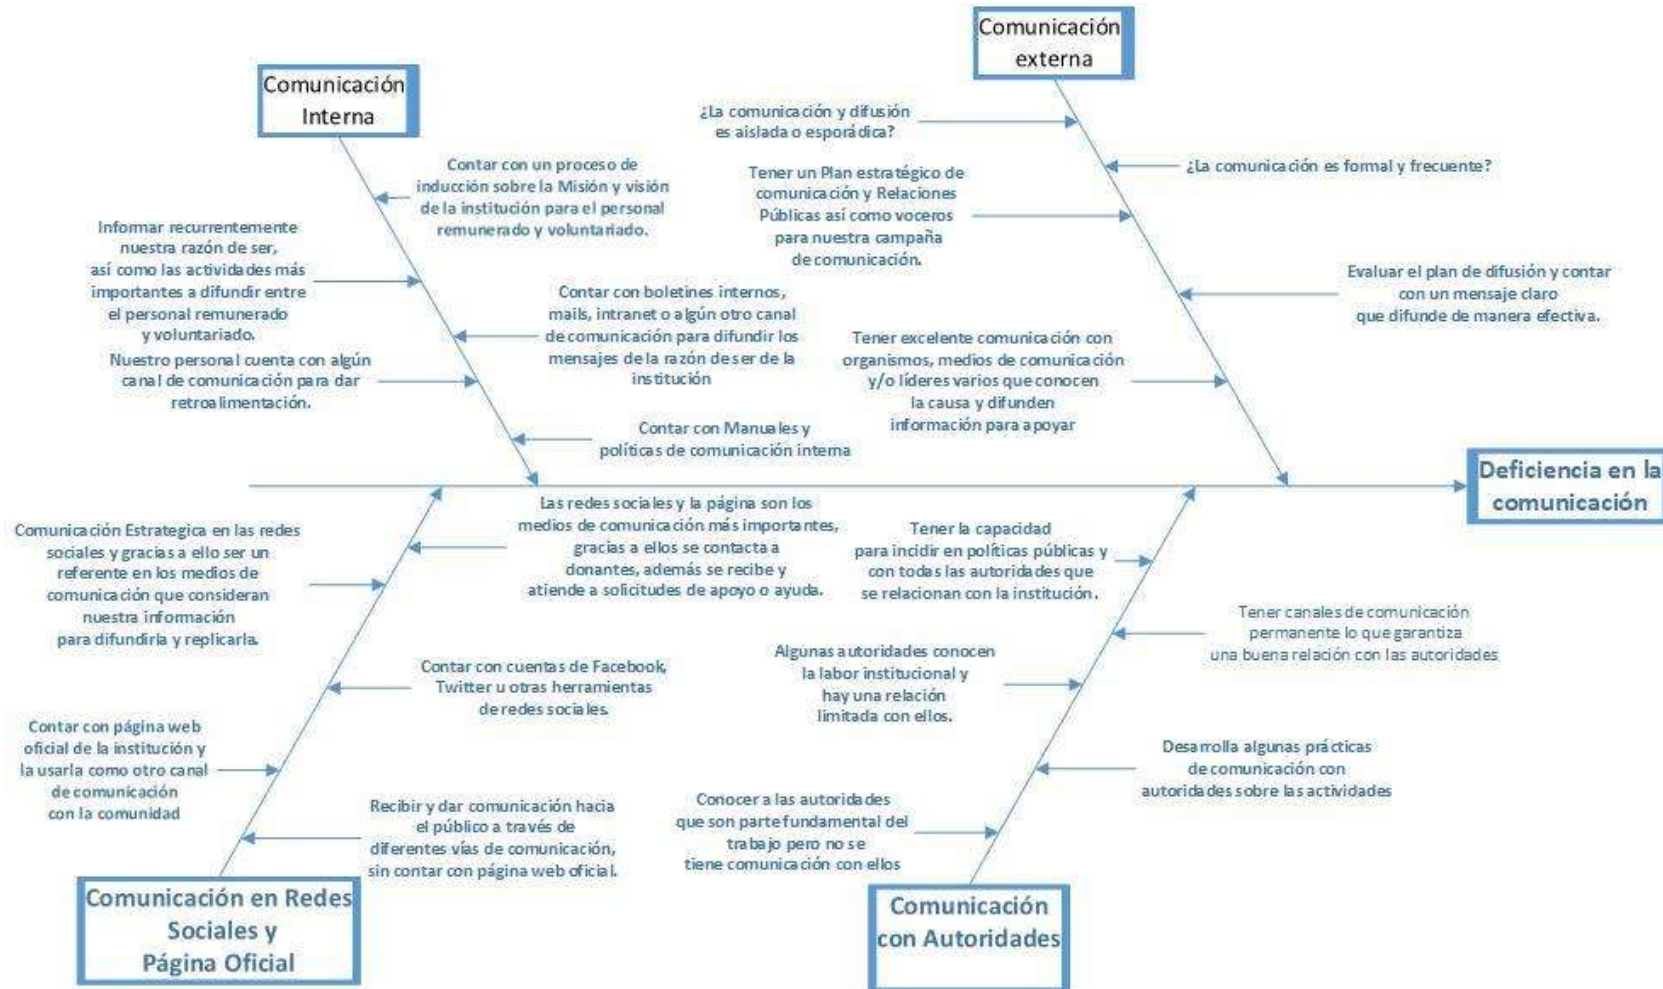 Comunicación
externa
Comunicación
Interna
¿La comunicación y difusión
es aislada o esporádica?
¿La comunicación es formal y frecuente?
Contar con un proceso de
inducción sobre la Misión y visión
de la institución para el personal
remunerado y voluntariado.
Tener un Plan estratégico de
comunicación y Relaciones
Públicas así como voceros
para nuestra campaña
de comunicación.
Informar recurrentemente
nuestra razón de ser,
así como las actividades más
importantes a difundir entre
el personal remunerado
y voluntariado.
Contar con boletines internos,
mails, intranet o algún otro canal
de comunicación para difundir los
mensajes de la razón de ser de la
institución
Evaluar el plan de difusión y contar
con un mensaje claro
que difunde de manera efectiva.
Nuestro personal cuenta con algún
canal de comunicación para dar
retroalimentación.
Tener excelente comunicación con
organismos, medios de comunicación
y/o líderes varios que conocen
la causa y difunden
información para apoyar
Contar con Manuales y
políticas de comunicación interna
Deficiencia en la
comunicación
Las redes sociales y la página son los
medios de comunicación más importantes,
gracias a ellos se contacta a
donantes, además se recibe y
atiende a solicitudes de apoyo o ayuda.
Comunicación Estrategica en las redes
sociales y gracias a ello ser un
referente en los medios de
comunicación que consideran
nuestra información
para difundirla y replicarla.
Tener la capacidad
para incidir en políticas públicas y
con todas las autoridades que
se relacionan con la institución.
Tener canales de comunicación
permanente lo que garantiza
una buena relación con las autoridades
Contar con cuentas de Facebook,
Twitter u otras herramientas
de redes sociales.
Algunas autoridades conocen
la labor institucional y
hay una relación
limitada con ellos.
Contar con página web
oficial de la institución y
la usarla como otro canal
de comunicación
con la comunidad
Desarrolla algunas prácticas
de comunicación con
autoridades sobre las actividades
Recibir y dar comunicación hacia
el público a través de
diferentes vías de comunicación,
sin contar con página web oficial.
Conocer a las autoridades
que son parte fundamental del
trabajo pero no se
tiene comunicación con ellos
Comunicación en Redes
Sociales y
Página Oficial
Comunicación
con Autoridades